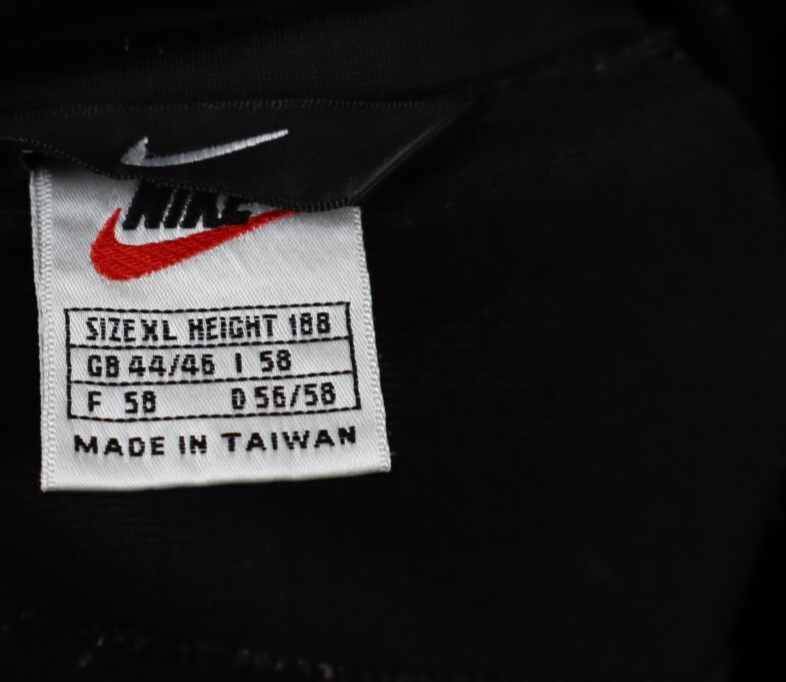 NIKE
SIZE XL HEIGHT 188
GB 44/46 I 58
F 58 D 56/58
MADE IN TAIWAN